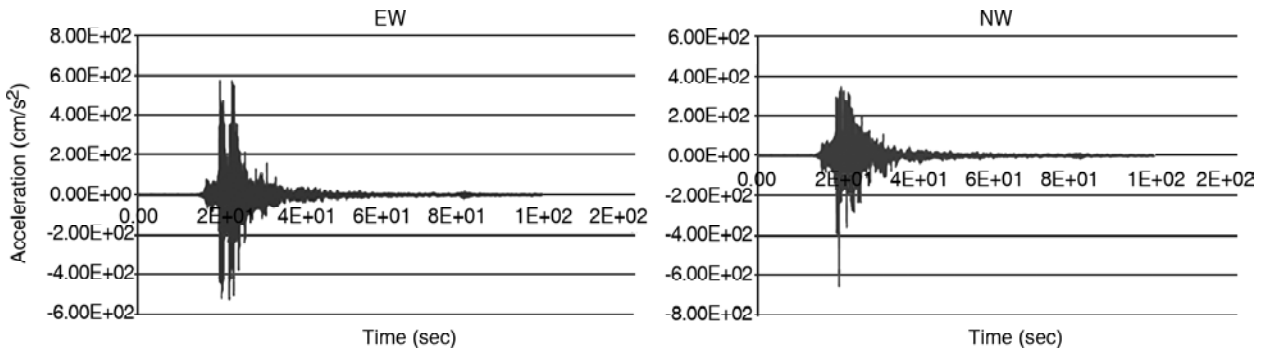 EW
8.00E+02
6.00E+02
4.00E+02
2.00E+02
0.00E+00
-2.00E+02
-4.00E+02
-6.00E+02
0.00 2E+01 4E+01 6E+01 8E+01 1E+02 2E+02
Acceleration (cm/s²)
Time (sec)
NW
6.00E+02
4.00E+02
2.00E+02
0.00E+00
-2.00E+02
-4.00E+02
-6.00E+02
-8.00E+02
0.00 2E+01 4E+01 6E+01 8E+01 1E+02 2E+02
Time (sec)